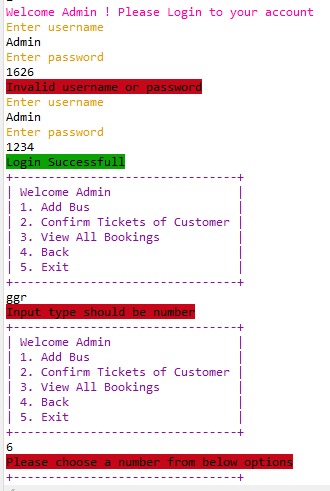 Welcome Admin ! Please Login to your account
Enter username
Admin
Enter password
1626
Invalid username or password
Enter username
Admin
Enter password
1234
Login Successfull
+--------------------------------+
| Welcome Admin |
| 1. Add Bus |
| 2. Confirm Tickets of Customer |
| 3. View All Bookings |
| 4. Back |
| 5. Exit |
+--------------------------------+
ggr
Input type should be number
+--------------------------------+
| Welcome Admin |
| 1. Add Bus |
| 2. Confirm Tickets of Customer |
| 3. View All Bookings |
| 4. Back |
| 5. Exit |
+--------------------------------+
6
Please choose a number from below options
+--------------------------------+